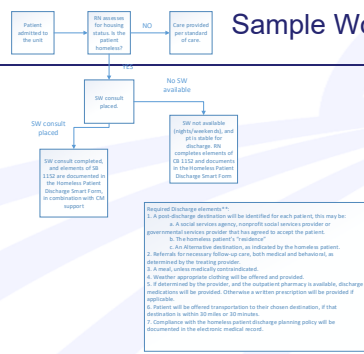 Sample Wo
Patient
admitted to
the unit
RN assesses
for housing
status. Is the
patient
homeless?
NO
Care provided
per standard
of care.
YES
SW consult
placed
No SW
available
SW consult
placed
SW not available
(nights/weekends), and
pt is stable for
discharge. RN
completes elements of
CB 1152 and documents
in the Homeless Patient
Discharge Smart Form
SW consult completed,
and elements of SB
1152 are documented in
the Homeless Patient
Discharge Smart Form,
in combination with CM
support
Required Discharge elements**:
1. A post-discharge destination will be identified for each patient, this may be:
a. A social services agency, nonprofit social services provider or
governmental services provider that has agreed to accept the patient.
b. The homeless patient's "residence"
c. An Alternative destination, as indicated by the homeless patient.
2. Referrals for necessary follow-up care, both medical and behavioral, as
determined by the treating provider.
3. A meal, unless medically contraindicated.
4. Weather appropriate clothing will be offered and provided.
5. If determined by the provider, and the outpatient pharmacy is available, discharge
medications will be provided. Otherwise a written prescription will be provided if
applicable.
6. Patient will be offered transportation to their chosen destination, if that
destination is within 30 miles or 30 minutes.
7. Compliance with the homeless patient discharge planning policy will be
documented in the electronic medical record.